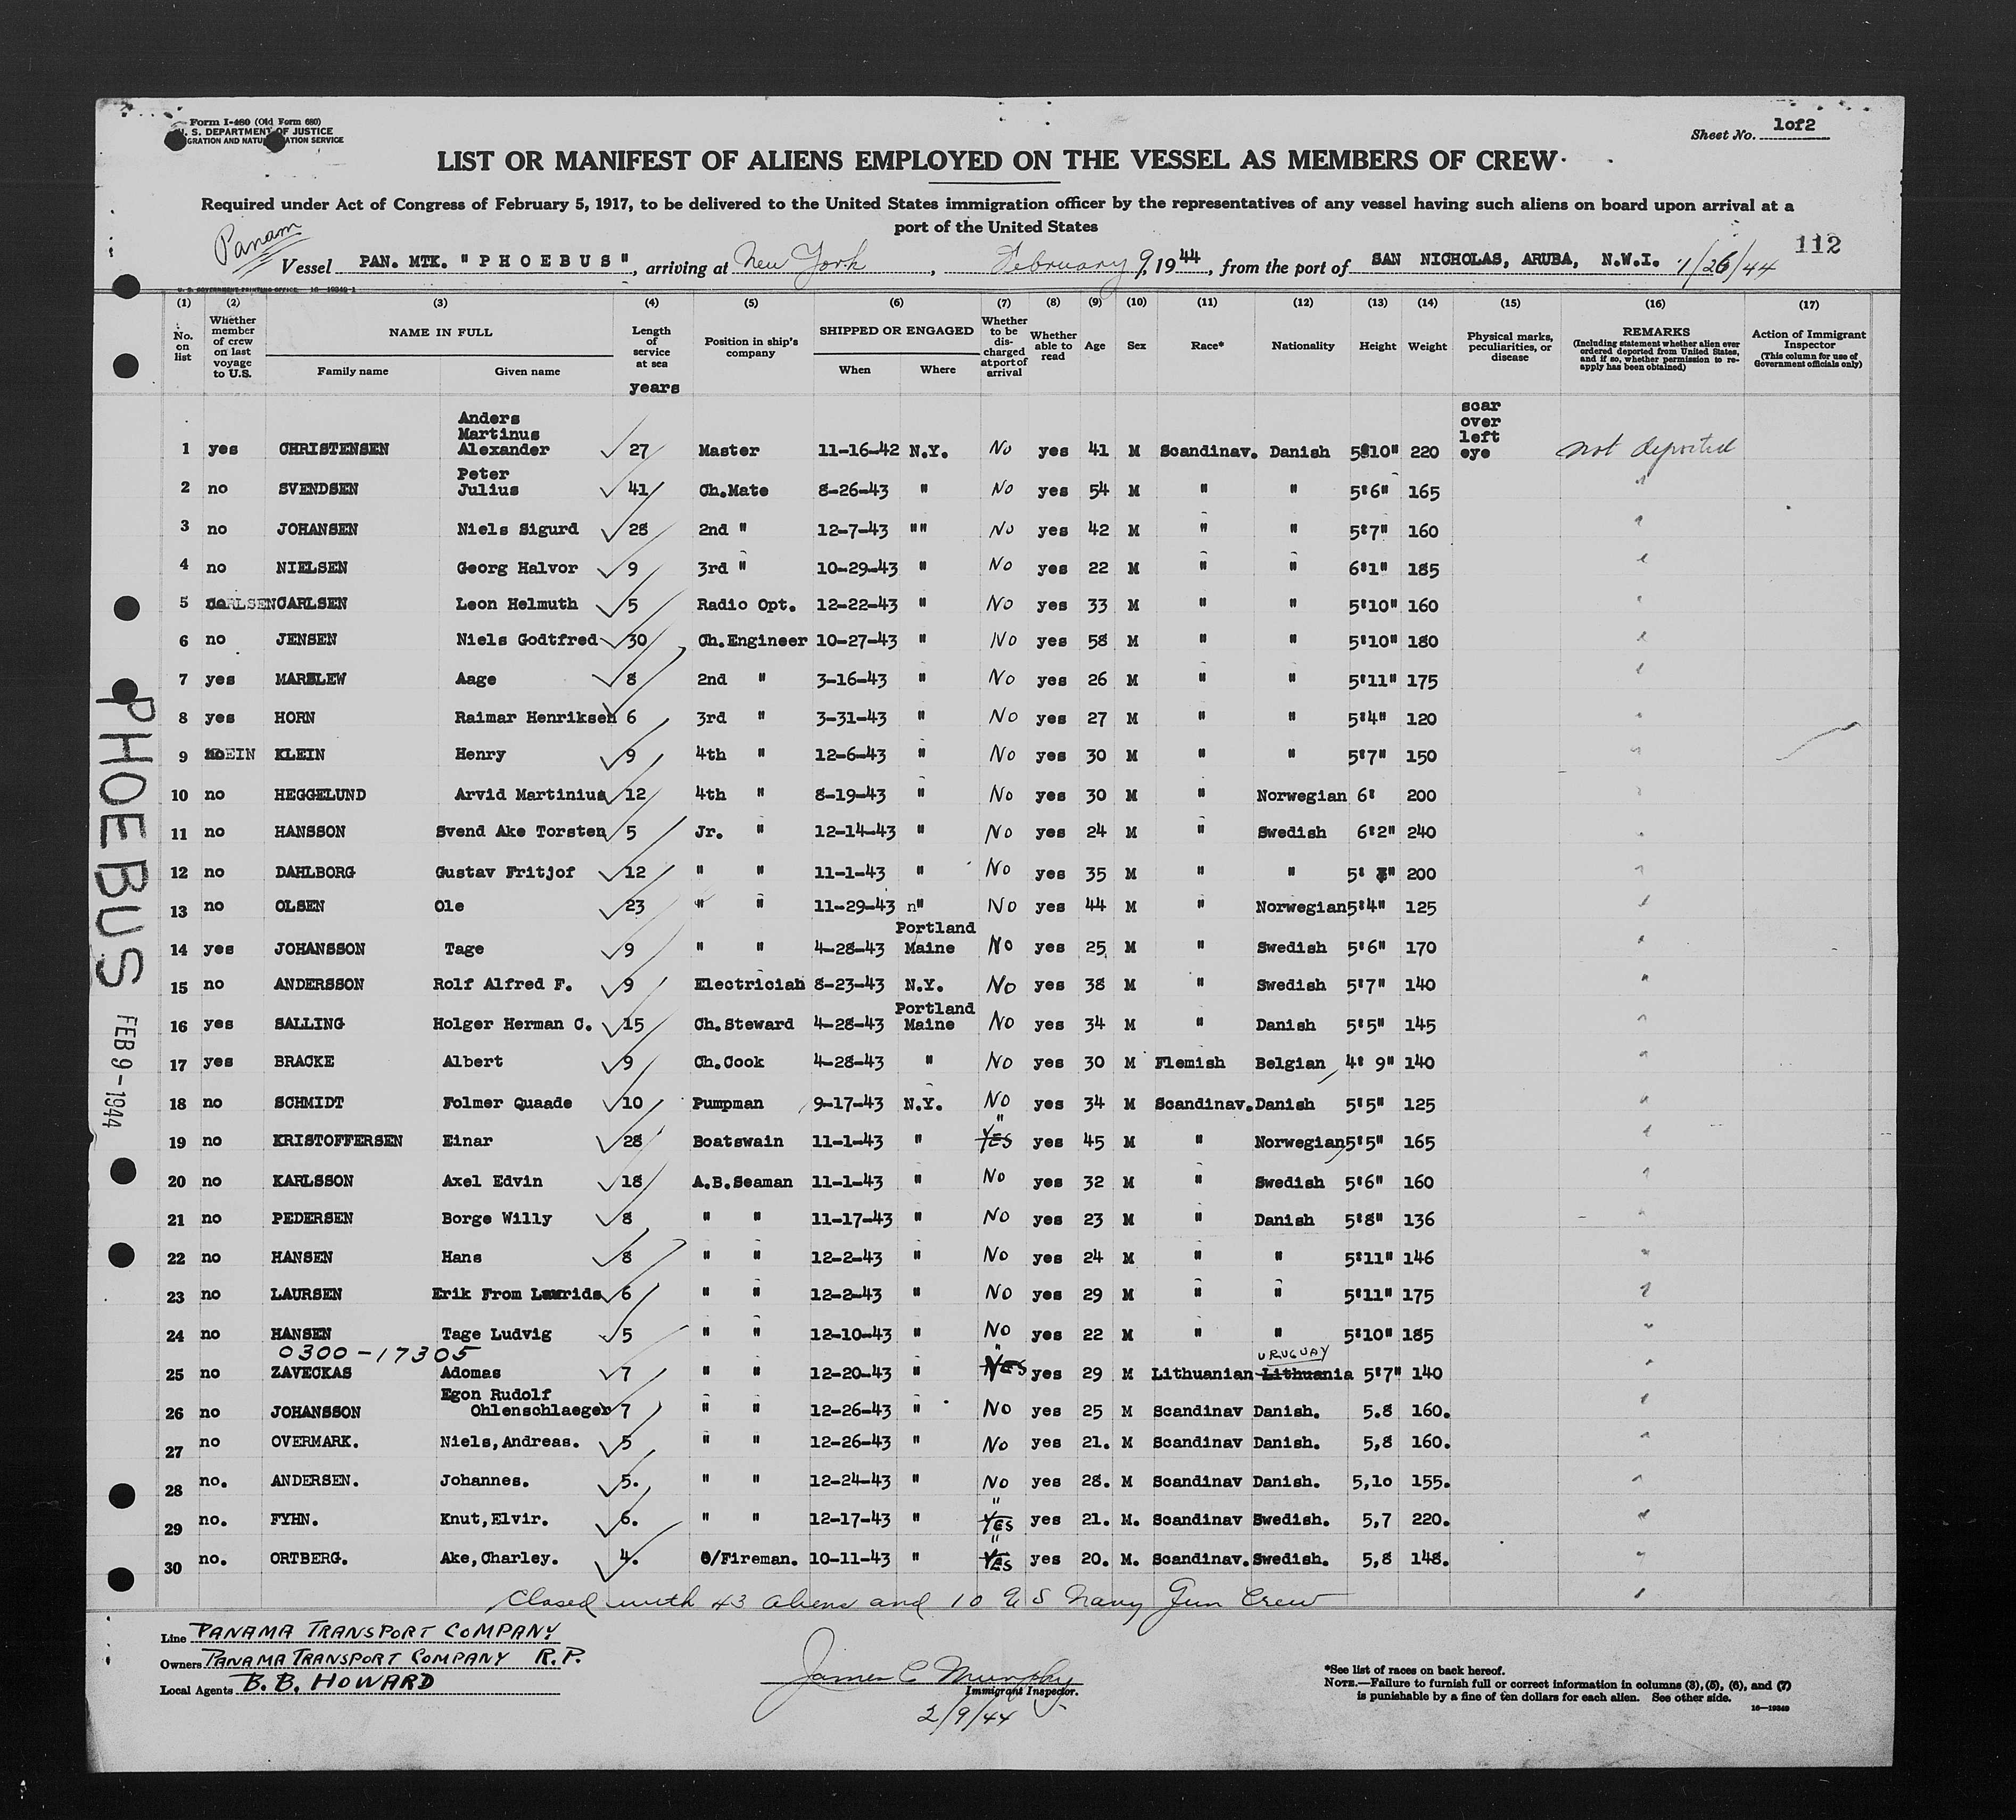 Form I-480 (Old Form 680)
U. S. DEPARTMENT OF JUSTICE
Sheet No. 1of2
LIST OR MANIFEST OF ALIENS EMPLOYED ON THE VESSEL AS MEMBERS OF CREW
Required under Act of Congress of February 5, 1917, to be delivered to the United States immigration officer by the representatives of any vessel having such aliens on board upon arrival at a
port of the United States
Panam
112
Vessel PAN. MTK. "PHOEBUS", arriving at New York, February 9, 1944, from the port of SAN NICHOLAS, ARUBA, N.W.I. 1/26/44
U. S. GOVERNMENT PRINTING OFFICE 16—19349-1
(1) (2) (3) (4) (5) (6) (7) (8) (9) (10) (11) (12) (13) (14) (15) (16) (17)
No. on list
Whether member of crew on last voyage to U.S.
NAME IN FULL
Family name
Given name
Length of service at sea
years
Position in ship's company
SHIPPED OR ENGAGED
When
Where
Whether to be discharged at port of arrival
Whether able to read
Age
Sex
Race*
Nationality
Height
Weight
Physical marks, peculiarities, or disease
REMARKS
(Including statement whether alien ever ordered deported from United States, and if so, whether permission to reapply has been obtained)
Action of Immigrant Inspector
(This column for use of Government officials only)
1 yes CHRISTENSEN Anders Martinus Alexander 27 Master 11-16-42 N.Y. No yes 41 M Scandinav. Danish 5'10" 220 scar over left eye not deported
2 no SVENDSEN Peter Julius 41 Ch.Mate 8-26-43 " No yes 54 M " " 5'6" 165 "
3 no JOHANSEN Niels Sigurd 28 2nd " 12-7-43 "" No yes 42 M " " 5'7" 160 "
4 no NIELSEN Georg Halvor 9 3rd " 10-29-43 " No yes 22 M " " 6'1" 185 "
5 CARLSEN Leon Helmuth 5 Radio Opt. 12-22-43 " No yes 33 M " " 5'10" 160 "
6 no JENSEN Niels Godtfred 30 Ch.Engineer 10-27-43 " No yes 58 M " " 5'10" 180 "
7 yes MARSLEW Aage 8 2nd " 3-16-43 " No yes 26 M " " 5'11" 175 "
8 yes HORN Raimar Henriksen 6 3rd " 3-31-43 " No yes 27 M " " 5'4" 120 "
9 no KLEIN Henry 9 4th " 12-6-43 " No yes 30 M " " 5'7" 150 "
10 no HEGGELUND Arvid Martinius 12 4th " 8-19-43 " No yes 30 M " Norwegian 6' 200 "
11 no HANSSON Svend Ake Torsten 5 Jr. " 12-14-43 " No yes 24 M " Swedish 6'2" 240 "
12 no DAHLBORG Gustav Fritjof 12 " " 11-1-43 " No yes 35 M " " 5' 200 "
13 no OLSEN Ole 23 " " 11-29-43 n" No yes 44 M " Norwegian 5'4" 125 "
14 yes JOHANSSON Tage 9 " " 4-28-43 Portland Maine No yes 25 M " Swedish 5'6" 170 "
15 no ANDERSSON Rolf Alfred F. 9 Electrician 8-23-43 N.Y. No yes 38 M " Swedish 5'7" 140 "
16 yes SALLING Holger Herman C. 15 Ch.Steward 4-28-43 Portland Maine No yes 34 M " Danish 5'5" 145 "
17 yes BRACKE Albert 9 Ch.Cook 4-28-43 " No yes 30 M Flemish Belgian 4' 9" 140 "
18 no SCHMIDT Folmer Quaade 10 Pumpman 9-17-43 N.Y. No yes 34 M Scandinav. Danish 5'5" 125 "
19 no KRISTOFFERSEN Einar 28 Boatswain 11-1-43 " " YES yes 45 M " Norwegian 5'5" 165 "
20 no KARLSSON Axel Edvin 18 A.B.Seaman 11-1-43 " No yes 32 M " Swedish 5'6" 160 "
21 no PEDERSEN Borge Willy 8 " " 11-17-43 " No yes 23 M " Danish 5'8" 136 "
22 no HANSEN Hans 8 " " 12-2-43 " No yes 24 M " " 5'11" 146 "
23 no LAURSEN Erik From Laurids 6 " " 12-2-43 " No yes 29 M " " 5'11" 175 "
24 no HANSEN Tage Ludvig 5 " " 12-10-43 " No yes 22 M " " 5'10" 185 "
0300-17305
25 no ZAVECKAS Adomas 7 " " 12-20-43 " " YES yes 29 M Lithuanian Lithuania URUGUAY 5'7" 140 "
26 no JOHANSSON Egon Rudolf Ohlenschlaeger 7 " " 12-26-43 " No yes 25 M Scandinav Danish. 5.8 160. "
27 no OVERMARK. Niels,Andreas. 5 " " 12-26-43 " No yes 21. M Scandinav Danish. 5,8 160. "
28 no. ANDERSEN. Johannes. 5. " " 12-24-43 " No yes 28. M Scandinav Danish. 5,10 155. "
29 no. FYHN. Knut,Elvir. 6. " " 12-17-43 " " YES yes 21. M. Scandinav Swedish. 5,7 220. "
30 no. ORTBERG. Ake,Charley. 4. O/Fireman. 10-11-43 " " YES yes 20. M. Scandinav. Swedish. 5,8 148. "
Closed with 43 aliens and 10 U S Navy Gun Crew
PHOEBUS FEB 9-1944
Line PANAMA TRANSPORT COMPANY
Owners PANAMA TRANSPORT COMPANY R.P.
Local Agents B. B. HOWARD
James C Murphy
Immigrant Inspector.
2/9/44
*See list of races on back hereof.
NOTE.—Failure to furnish full or correct information in columns (3), (5), (6), and (7)
is punishable by a fine of ten dollars for each alien. See other side.
16—19349